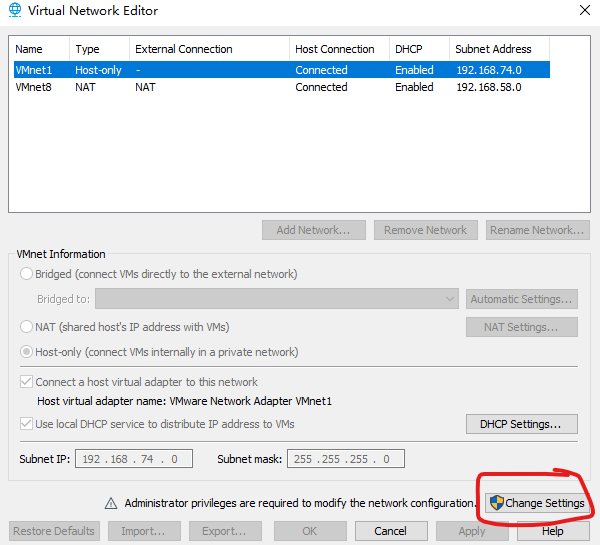 Virtual Network Editor
Name Type External Connection Host Connection DHCP Subnet Address
VMnet1 Host-only - Connected Enabled 192.168.74.0
VMnet8 NAT NAT Connected Enabled 192.168.58.0
Add Network... Remove Network Rename Network...
VMnet Information
Bridged (connect VMs directly to the external network)
Bridged to: Automatic Settings...
NAT (shared host's IP address with VMs) NAT Settings...
Host-only (connect VMs internally in a private network)
Connect a host virtual adapter to this network
Host virtual adapter name: VMware Network Adapter VMnet1
Use local DHCP service to distribute IP address to VMs DHCP Settings...
Subnet IP: 192 . 168 . 74 . 0 Subnet mask: 255 . 255 . 255 . 0
Administrator privileges are required to modify the network configuration. Change Settings
Restore Defaults Import... Export... OK Cancel Apply Help